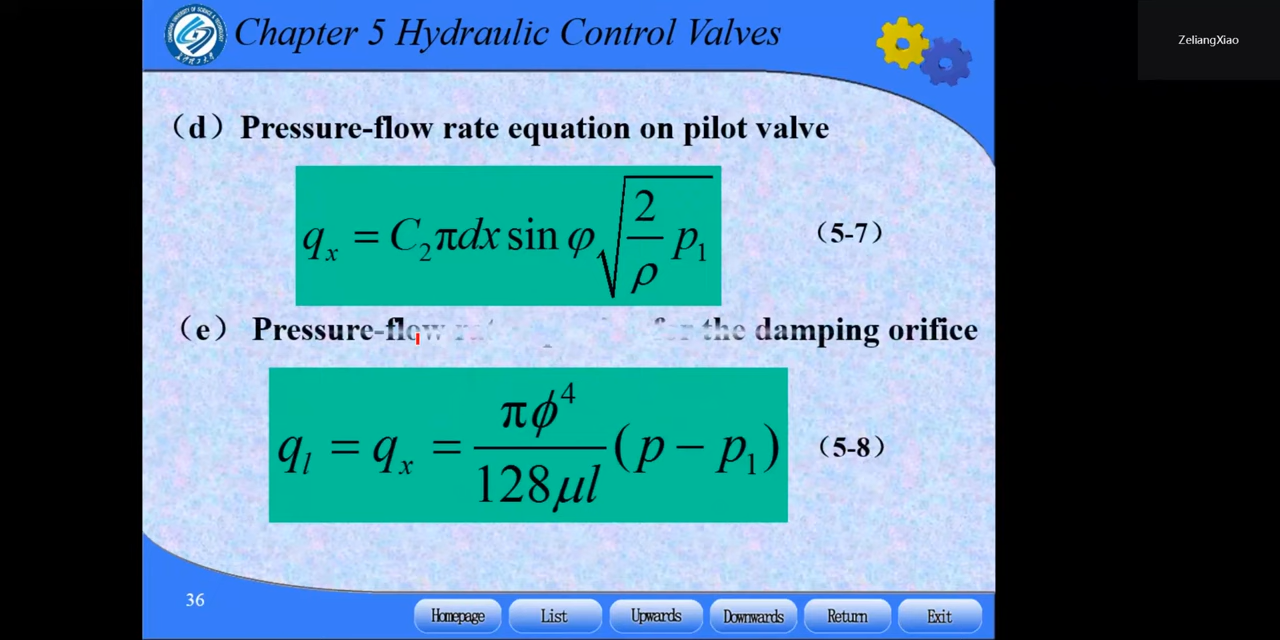 Chapter 5 Hydraulic Control Valves
ZeliangXiao
（d）Pressure-flow rate equation on pilot valve
q_x = C_2 π d x sin φ √(2/ρ p_1)
（5-7）
（e） Pressure-flow for the damping orifice
q_l = q_x = πϕ^4/128μl (p − p_1)
（5-8）
36
Homepage List Upwards Downwards Return Exit